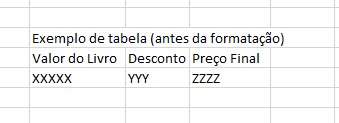 Exemplo de tabela (antes da formatação)
Valor do Livro Desconto Preço Final
XXXXX YYY ZZZZ